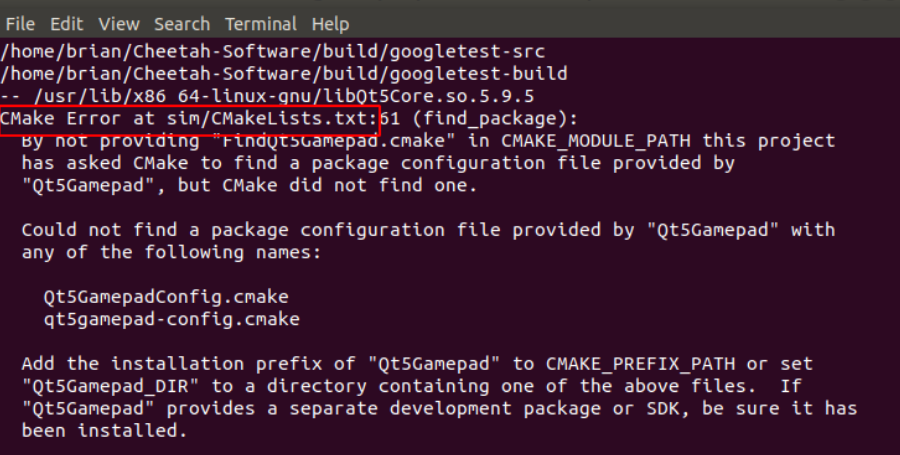 File Edit View Search Terminal Help
/home/brian/Cheetah-Software/build/googletest-src
/home/brian/Cheetah-Software/build/googletest-build
-- /usr/lib/x86_64-linux-gnu/libQt5Core.so.5.9.5
CMake Error at sim/CMakeLists.txt:61 (find_package):
By not providing "FindQt5Gamepad.cmake" in CMAKE_MODULE_PATH this project
has asked CMake to find a package configuration file provided by
"Qt5Gamepad", but CMake did not find one.
Could not find a package configuration file provided by "Qt5Gamepad" with
any of the following names:
Qt5GamepadConfig.cmake
qt5gamepad-config.cmake
Add the installation prefix of "Qt5Gamepad" to CMAKE_PREFIX_PATH or set
"Qt5Gamepad_DIR" to a directory containing one of the above files.  If
"Qt5Gamepad" provides a separate development package or SDK, be sure it has
been installed.